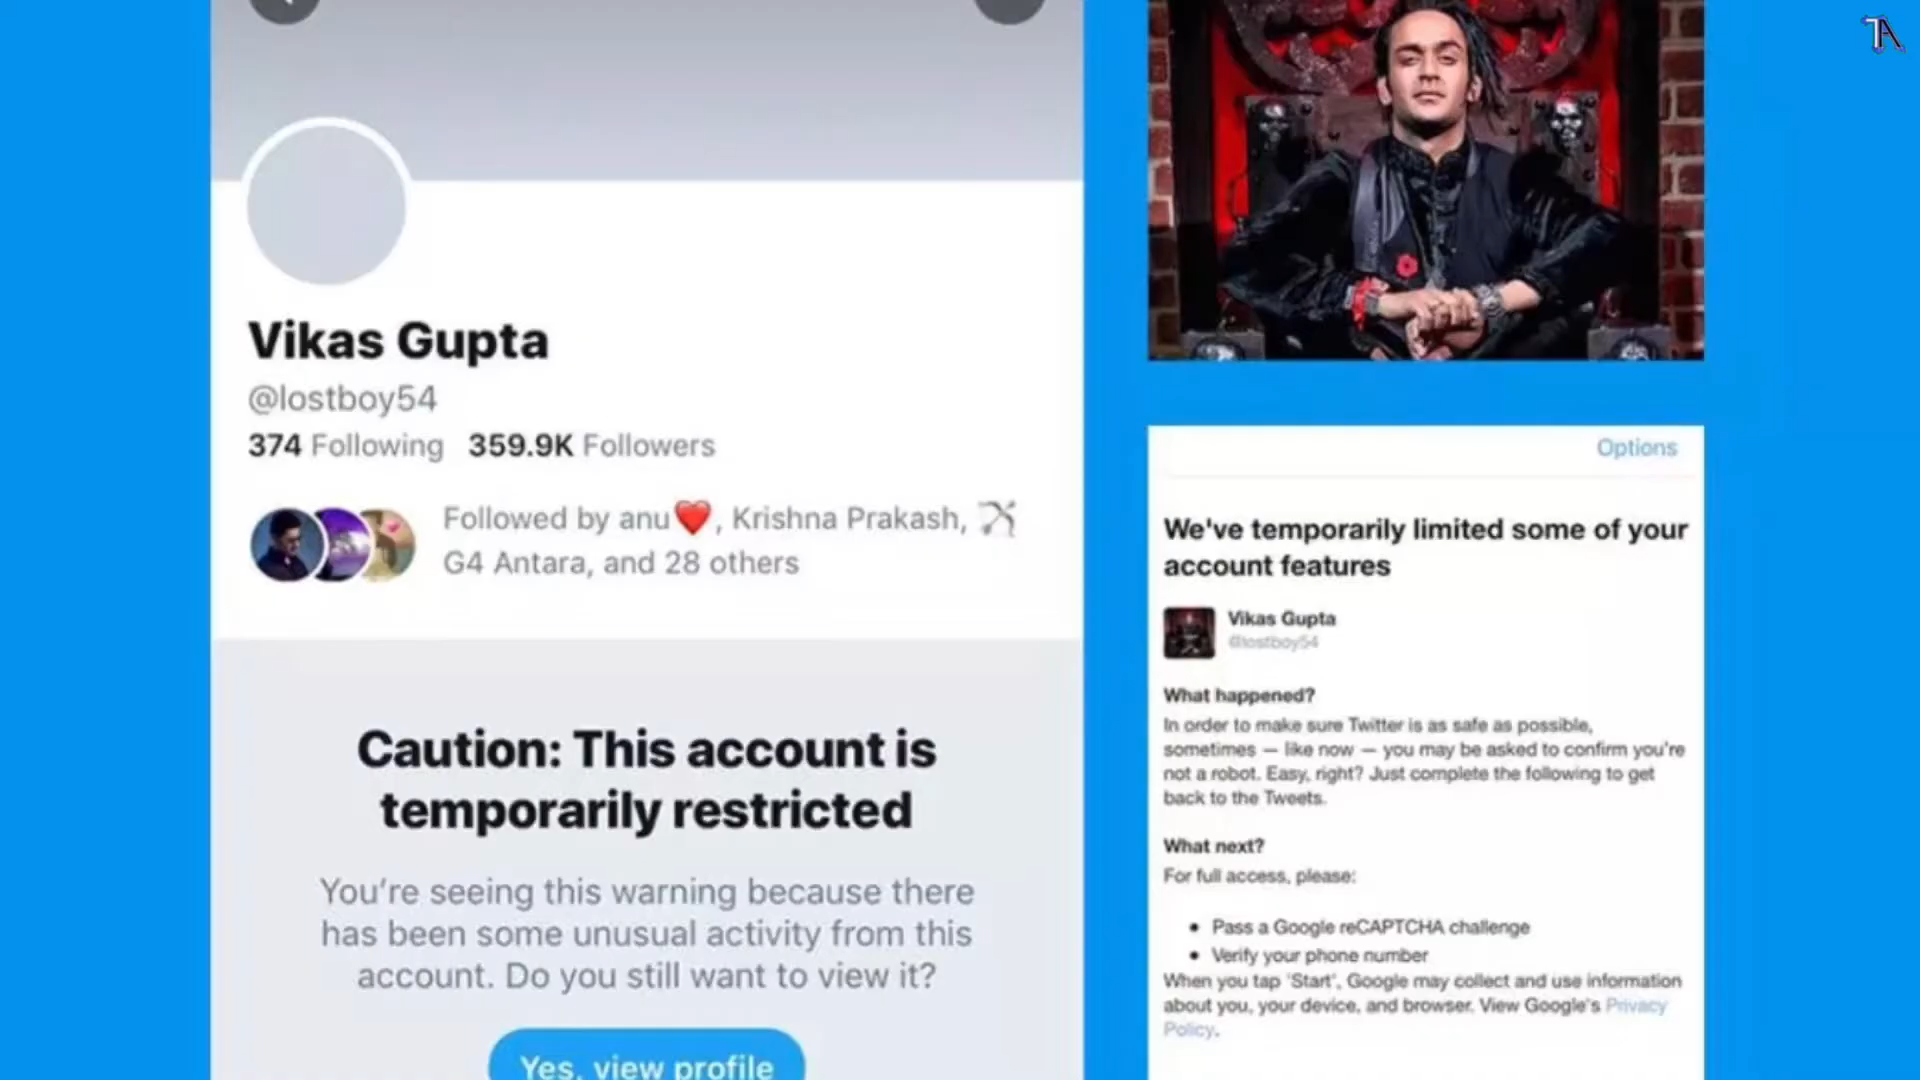 Vikas Gupta
@lostboy54
374 Following 359.9K Followers
Followed by anu❤️, Krishna Prakash, 🏹
G4 Antara, and 28 others
Caution: This account is
temporarily restricted
You're seeing this warning because there
has been some unusual activity from this
account. Do you still want to view it?
Yes, view profile
TA
Options
We've temporarily limited some of your
account features
Vikas Gupta
@lostboy54
What happened?
In order to make sure Twitter is as safe as possible,
sometimes — like now — you may be asked to confirm you're
not a robot. Easy, right? Just complete the following to get
back to the Tweets.
What next?
For full access, please:
• Pass a Google reCAPTCHA challenge
• Verify your phone number
When you tap 'Start', Google may collect and use information
about you, your device, and browser. View Google's Privacy
Policy.